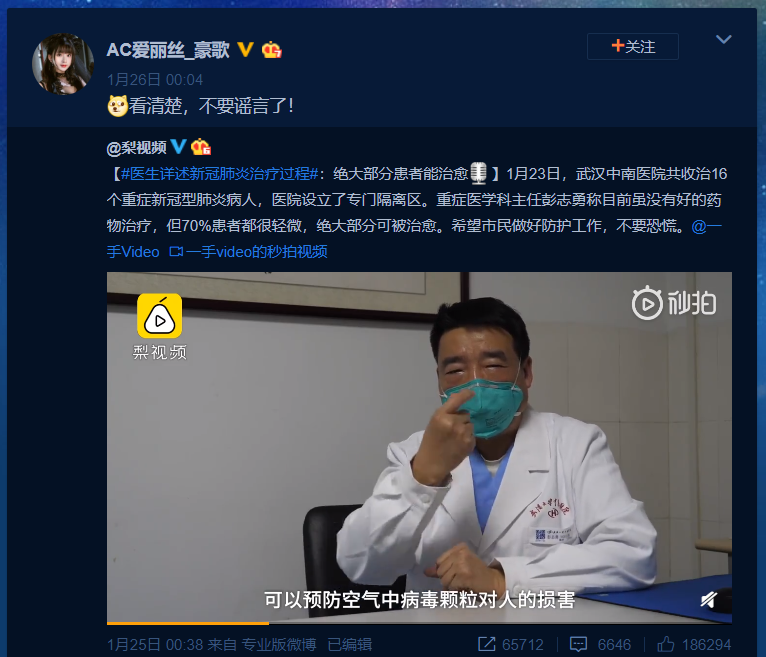 AC爱丽丝_豪歌
+关注
1月26日 00:04
看清楚，不要谣言了！
@梨视频
【#医生详述新冠肺炎治疗过程#：绝大部分患者能治愈 】1月23日，武汉中南医院共收治16
个重症新冠型肺炎病人，医院设立了专门隔离区。重症医学科主任彭志勇称目前虽没有好的药
物治疗，但70%患者都很轻微，绝大部分可被治愈。希望市民做好防护工作，不要恐慌。@一
手Video 一手video的秒拍视频
梨视频
秒拍
可以预防空气中病毒颗粒对人的损害
1月25日 00:38 来自 专业版微博 已编辑
65712
6646
186294